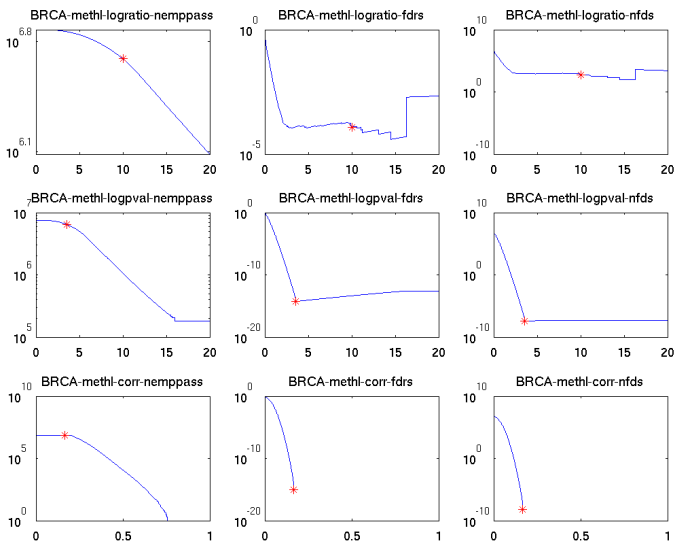 BRCA-methl-logratio-nemppass
BRCA-methl-logratio-fdrs
BRCA-methl-logratio-nfds
10^6.8
10^6.1
0 5 10 15 20
10^0
10^-5
0 5 10 15 20
10^10
10^0
10^-10
0 5 10 15 20
BRCA-methl-logpval-nemppass
BRCA-methl-logpval-fdrs
BRCA-methl-logpval-nfds
10^7
10^6
10^5
0 5 10 15 20
10^0
10^-10
10^-20
0 5 10 15 20
10^10
10^0
10^-10
0 5 10 15 20
BRCA-methl-corr-nemppass
BRCA-methl-corr-fdrs
BRCA-methl-corr-nfds
10^10
10^5
10^0
0 0.5 1
10^0
10^-10
10^-20
0 0.5 1
10^10
10^0
10^-10
0 0.5 1